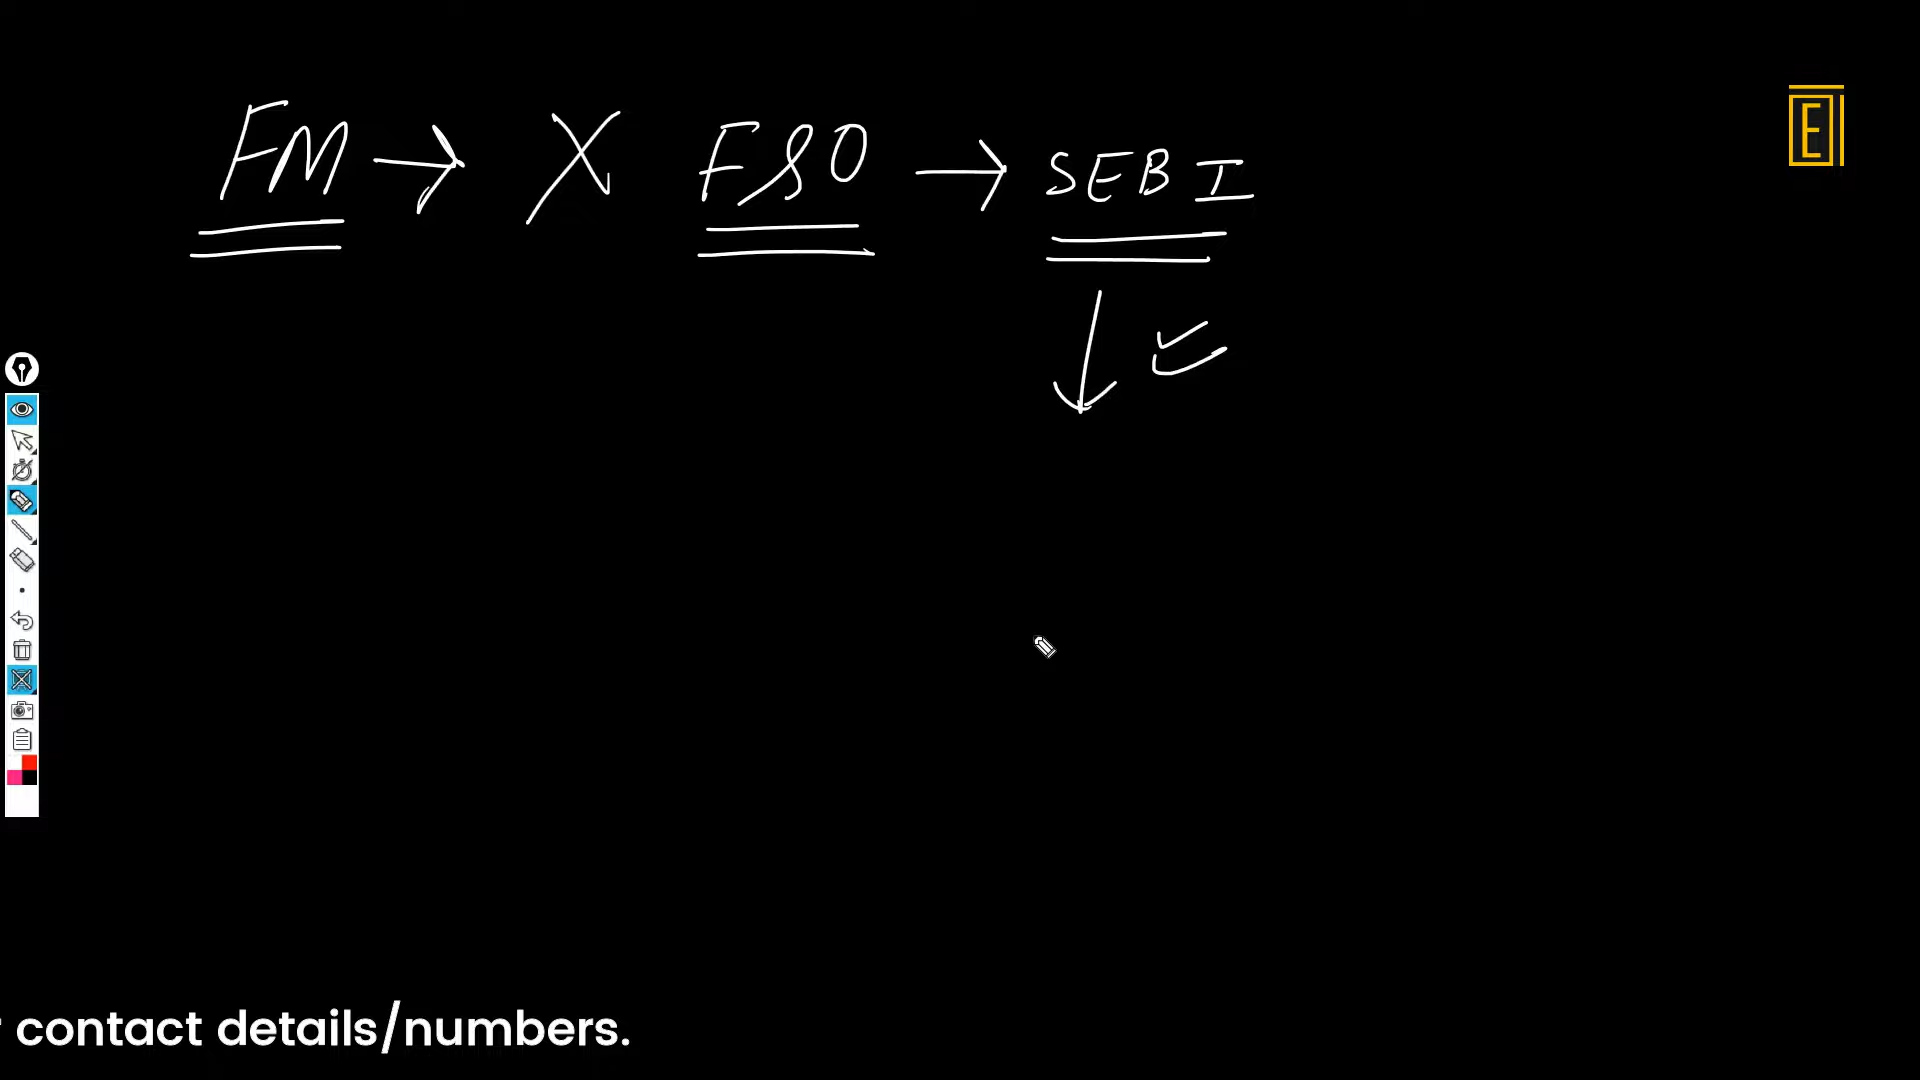 FM → X F&O → SEBI
E
contact details/numbers.